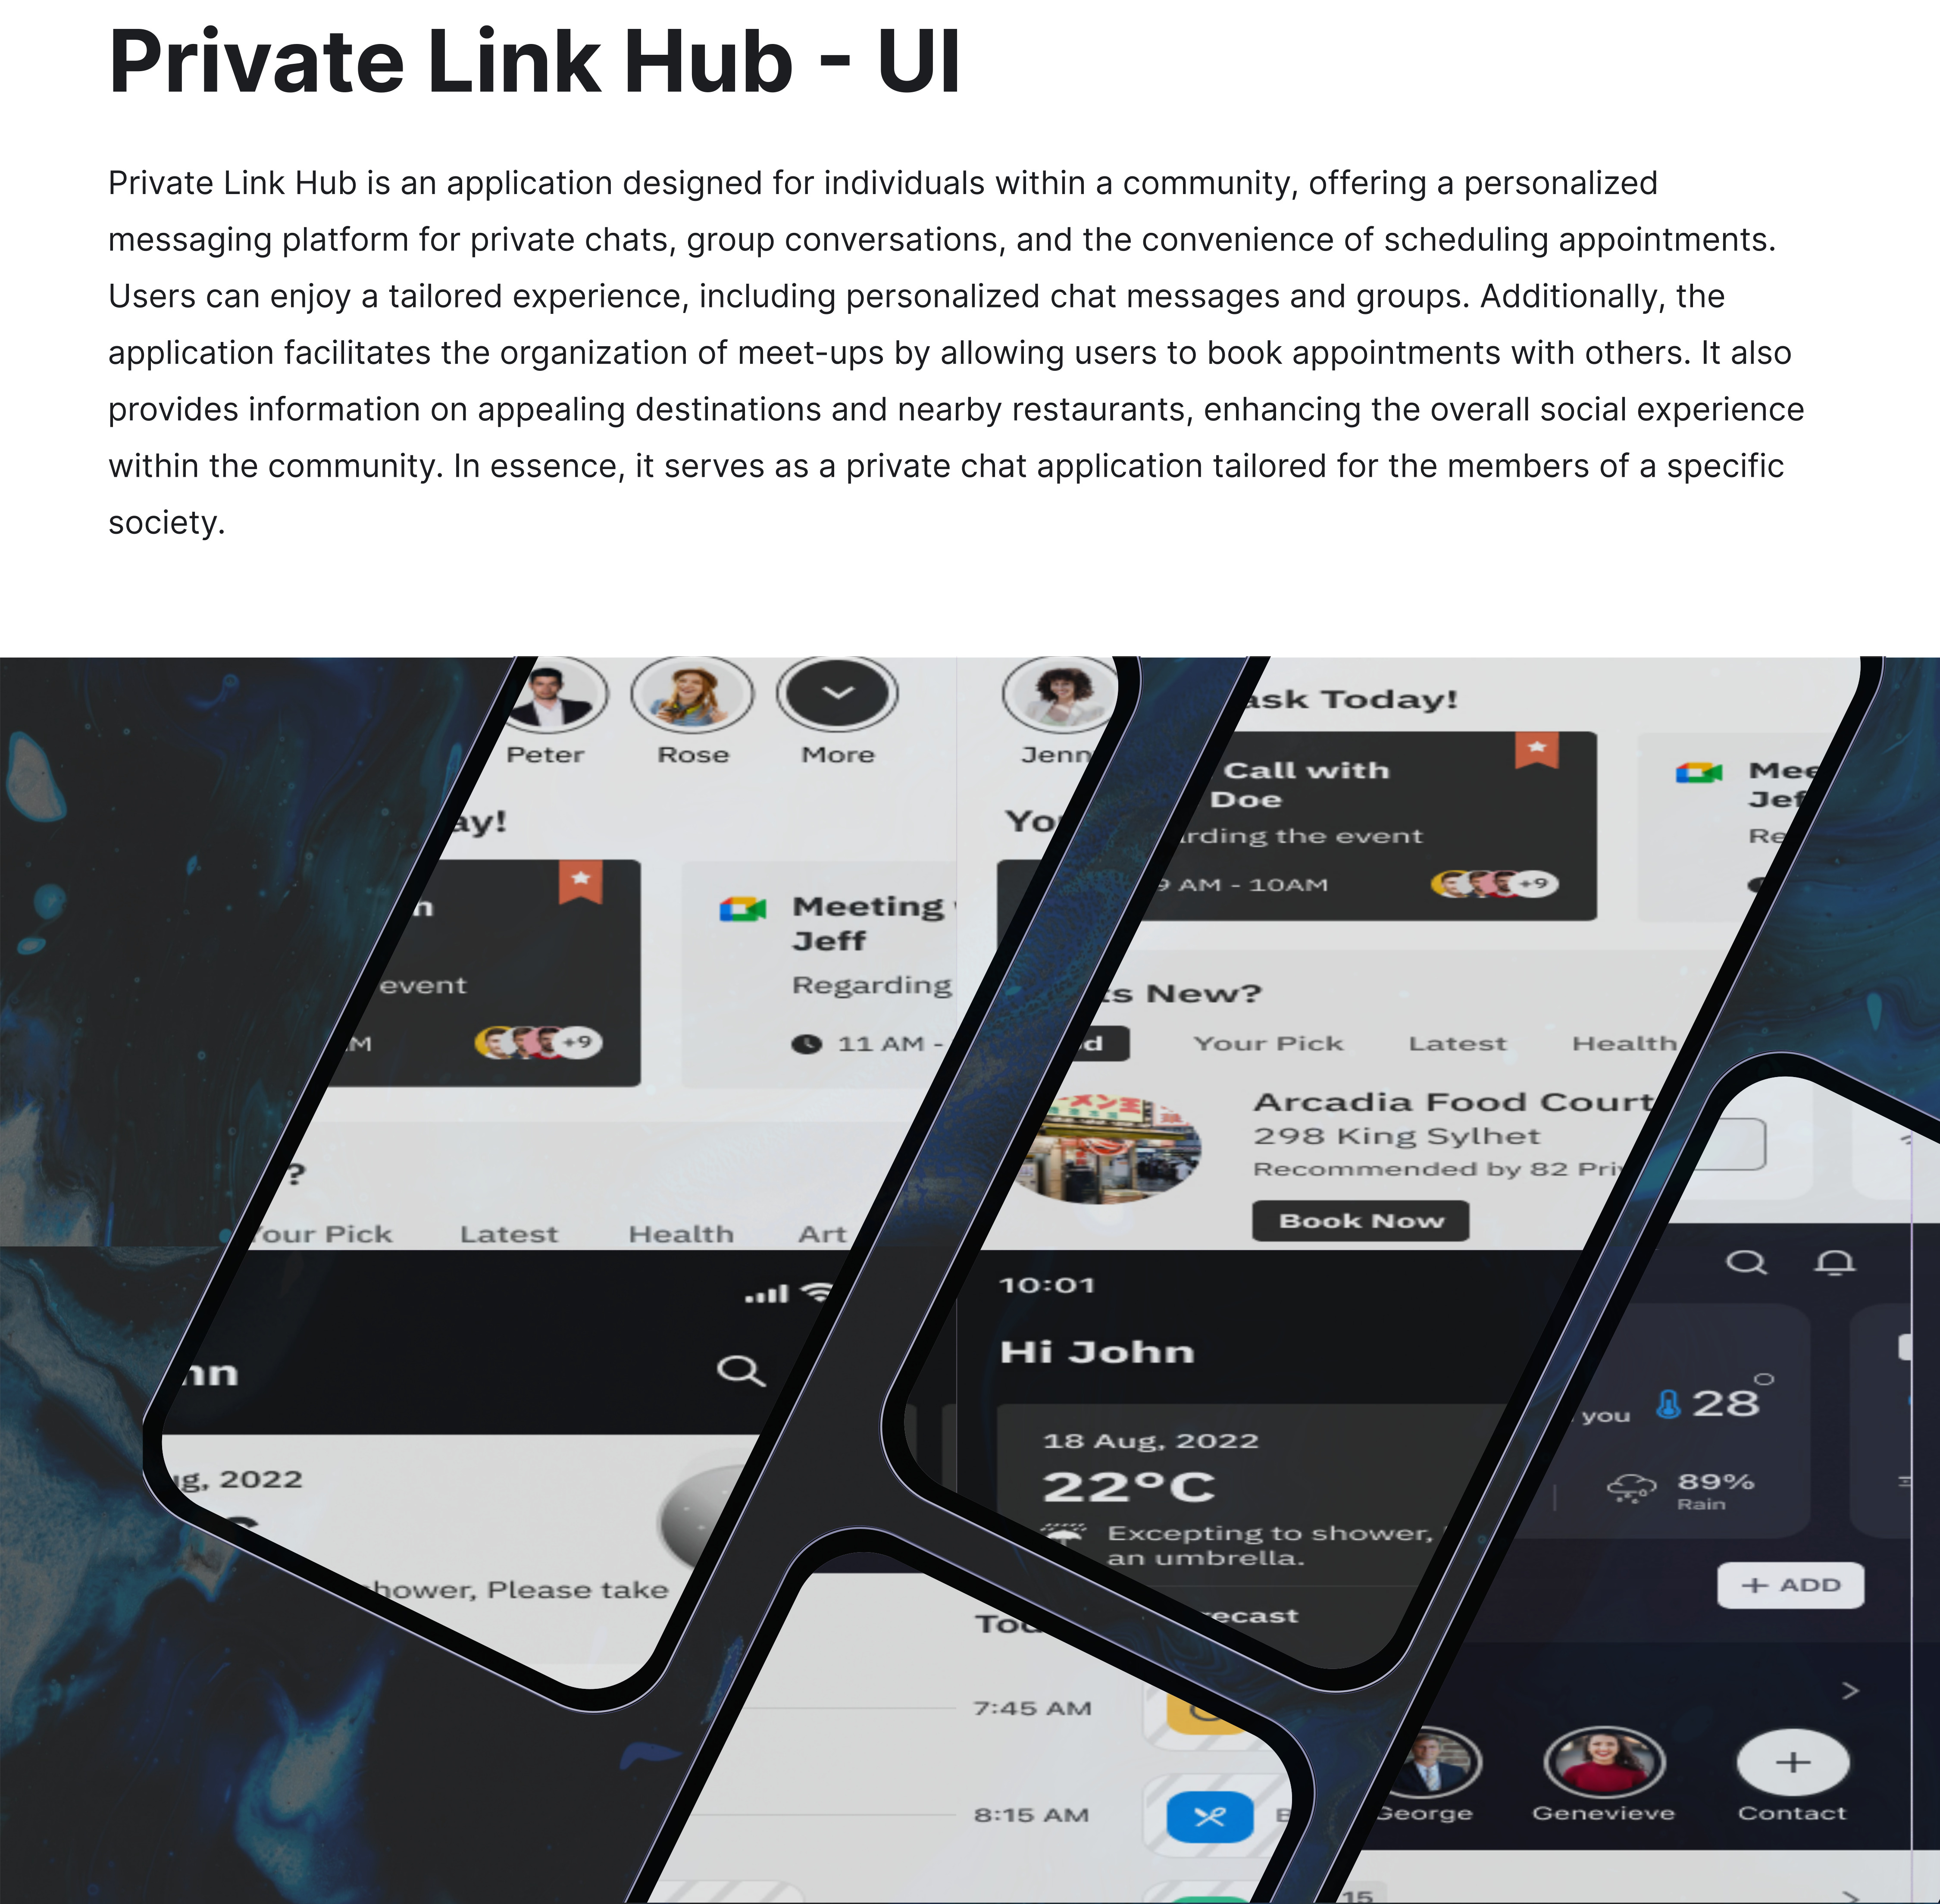 Private Link Hub - UI
Private Link Hub is an application designed for individuals within a community, offering a personalized
messaging platform for private chats, group conversations, and the convenience of scheduling appointments.
Users can enjoy a tailored experience, including personalized chat messages and groups. Additionally, the
application facilitates the organization of meet-ups by allowing users to book appointments with others. It also
provides information on appealing destinations and nearby restaurants, enhancing the overall social experience
within the community. In essence, it serves as a private chat application tailored for the members of a specific
society.
Peter
Rose
More
ay!
event
+9
Meeting
Jeff
Regarding
11 AM -
?
our Pick
Latest
Health
Art
nn
g, 2022
hower, Please take
Jenn
Yo
ask Today!
Call with
Doe
rding the event
9 AM - 10AM
+9
Mee
Jef
Re
s New?
d
Your Pick
Latest
Health
メン王
Arcadia Food Court
298 King Sylhet
Recommended by 82 Pri
Book Now
10:01
Hi John
18 Aug, 2022
22°C
Excepting to shower,
an umbrella.
recast
Tod
7:45 AM
8:15 AM
you
28°
89%
Rain
+ ADD
George
Genevieve
Contact
15